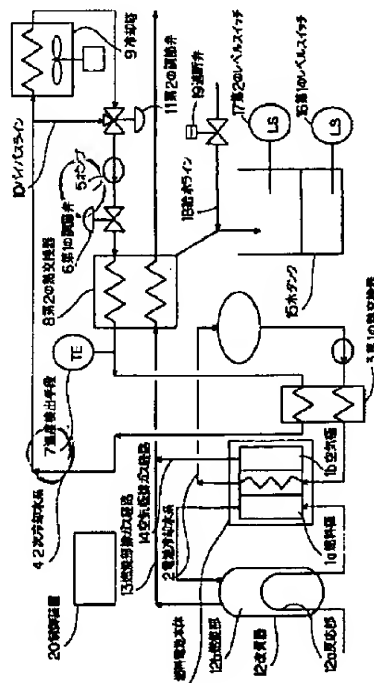 9冷却塔
10バイパスライン
11第2の調節弁
5ポンプ
6第1の調節弁
8第2の熱交換器
19遮断弁
17第2のレベルスイッチ
16第1のレベルスイッチ
LS
LS
18給水ライン
15水タンク
TE
7温度検出手段
42次冷却水系
20制御装置
13燃焼部排ガス経路
14空気極排ガス経路
2電池冷却水系
燃料電池本体
1b空気極
1a燃料極
3第1の熱交換器
12b燃焼部
12改質器
12a反応部